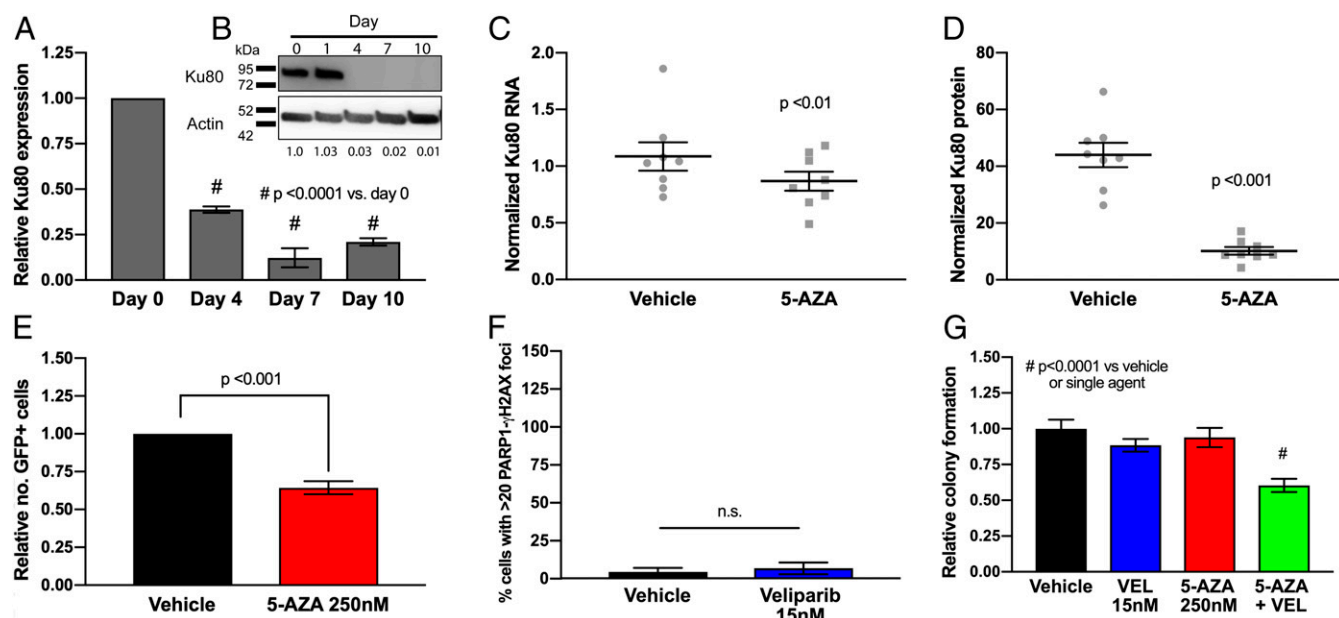 A
Relative Ku80 expression
1.25
1.00
0.75
0.50
0.25
0.00
#
# p <0.0001 vs. day 0
#
#
Day 0 Day 4 Day 7 Day 10
B
Day
kDa 0 1 4 7 10
Ku80
95
72
Actin
52
42
1.0 1.03 0.03 0.02 0.01
C
Normalized Ku80 RNA
2.0
1.5
1.0
0.5
0.0
p <0.01
Vehicle 5-AZA
D
Normalized Ku80 protein
80
60
40
20
0
p <0.001
Vehicle 5-AZA
E
Relative no. GFP+ cells
1.50
1.25
1.00
0.75
0.50
0.25
0.00
p <0.001
Vehicle 5-AZA 250nM
F
% cells with >20 PARP1-γH2AX foci
150
125
100
75
50
25
0
n.s.
Vehicle Veliparib
15nM
G
Relative colony formation
1.50
1.25
1.00
0.75
0.50
0.25
0.00
# p<0.0001 vs vehicle
or single agent
#
Vehicle VEL 5-AZA 5-AZA
15nM 250nM + VEL